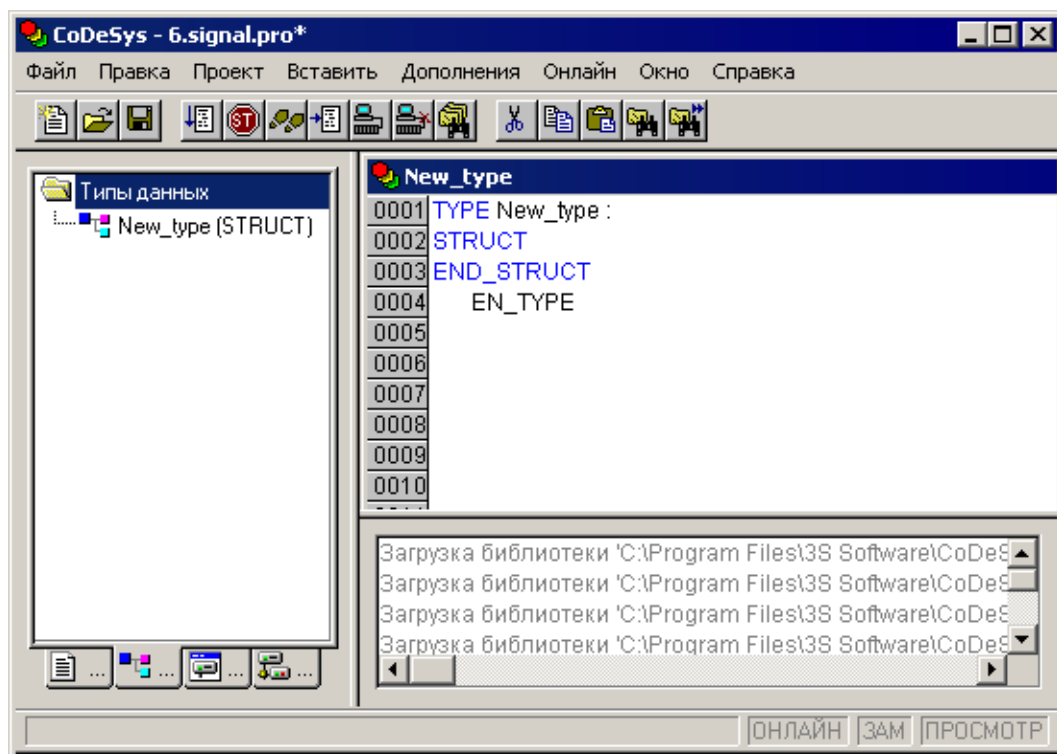 CoDeSys - 6.signal.pro*
Файл Правка Проект Вставить Дополнения Онлайн Окно Справка
ST
Типы данных
New_type (STRUCT)
... ... ... ...
New_type
0001 TYPE New_type :
0002 STRUCT
0003 END_STRUCT
0004 EN_TYPE
0005
0006
0007
0008
0009
0010
Загрузка библиотеки 'C:\Program Files\3S Software\CoDeS
Загрузка библиотеки 'C:\Program Files\3S Software\CoDeS
Загрузка библиотеки 'C:\Program Files\3S Software\CoDeS
Загрузка библиотеки 'C:\Program Files\3S Software\CoDeS
ОНЛАЙН ЗАМ ПРОСМОТР